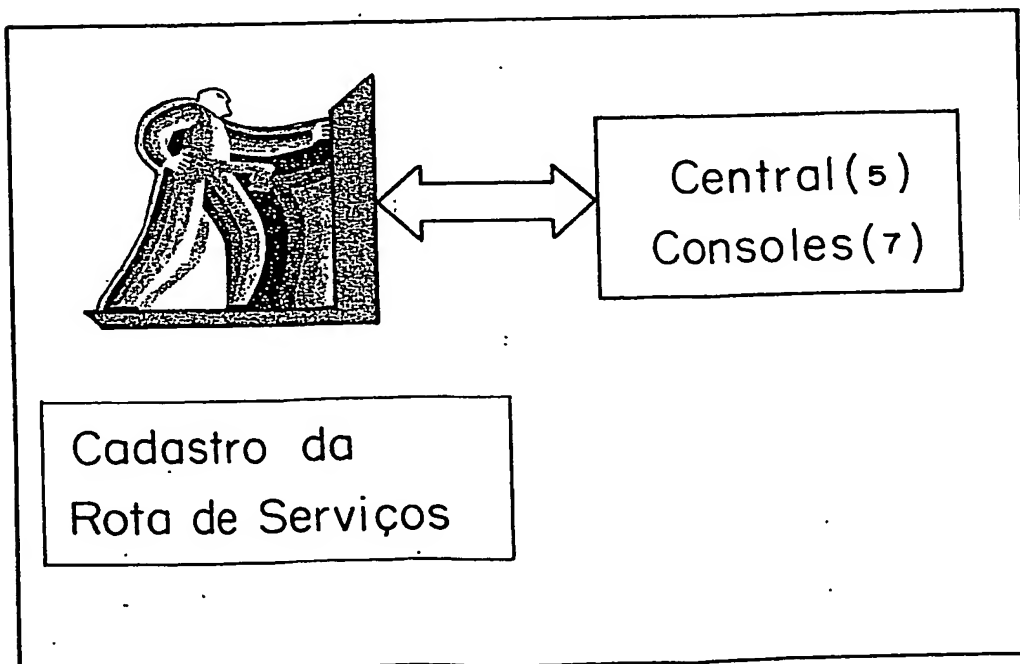 Central(5)
Consoles(7)
Cadastro da
Rota de Serviços